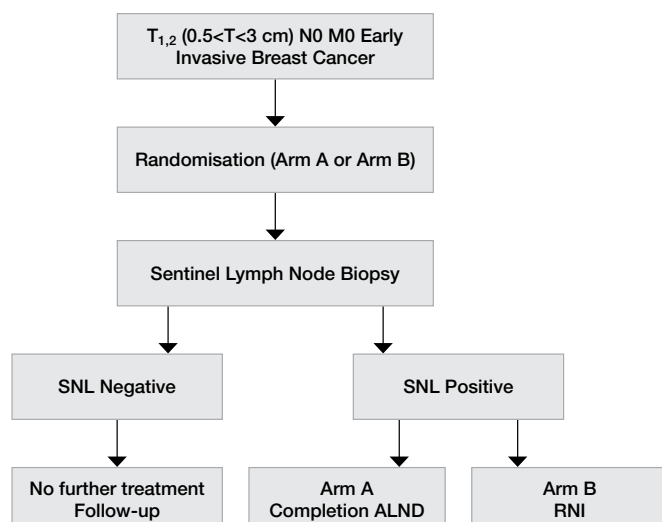 T1,2 (0.5<T<3 cm) N0 M0 Early
Invasive Breast Cancer
Randomisation (Arm A or Arm B)
Sentinel Lymph Node Biopsy
SNL Negative
SNL Positive
No further treatment
Follow-up
Arm A
Completion ALND
Arm B
RNI